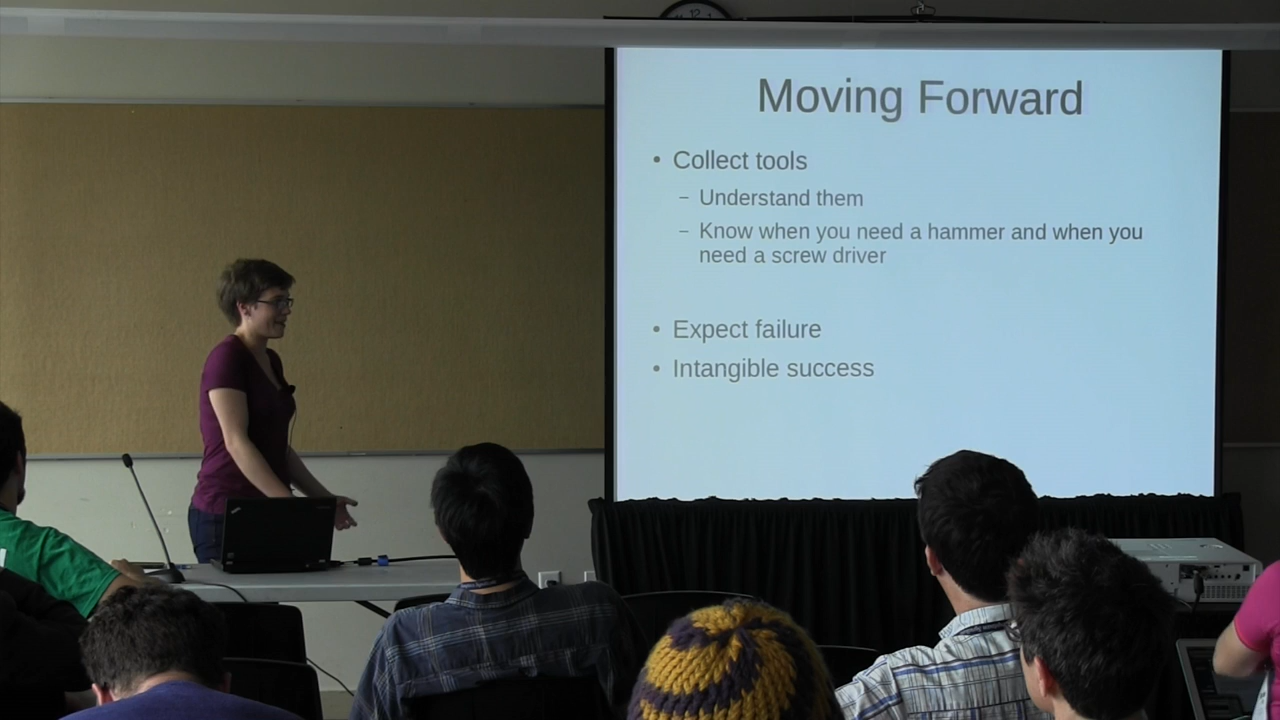 Moving Forward
• Collect tools
– Understand them
– Know when you need a hammer and when you
need a screw driver
• Expect failure
• Intangible success